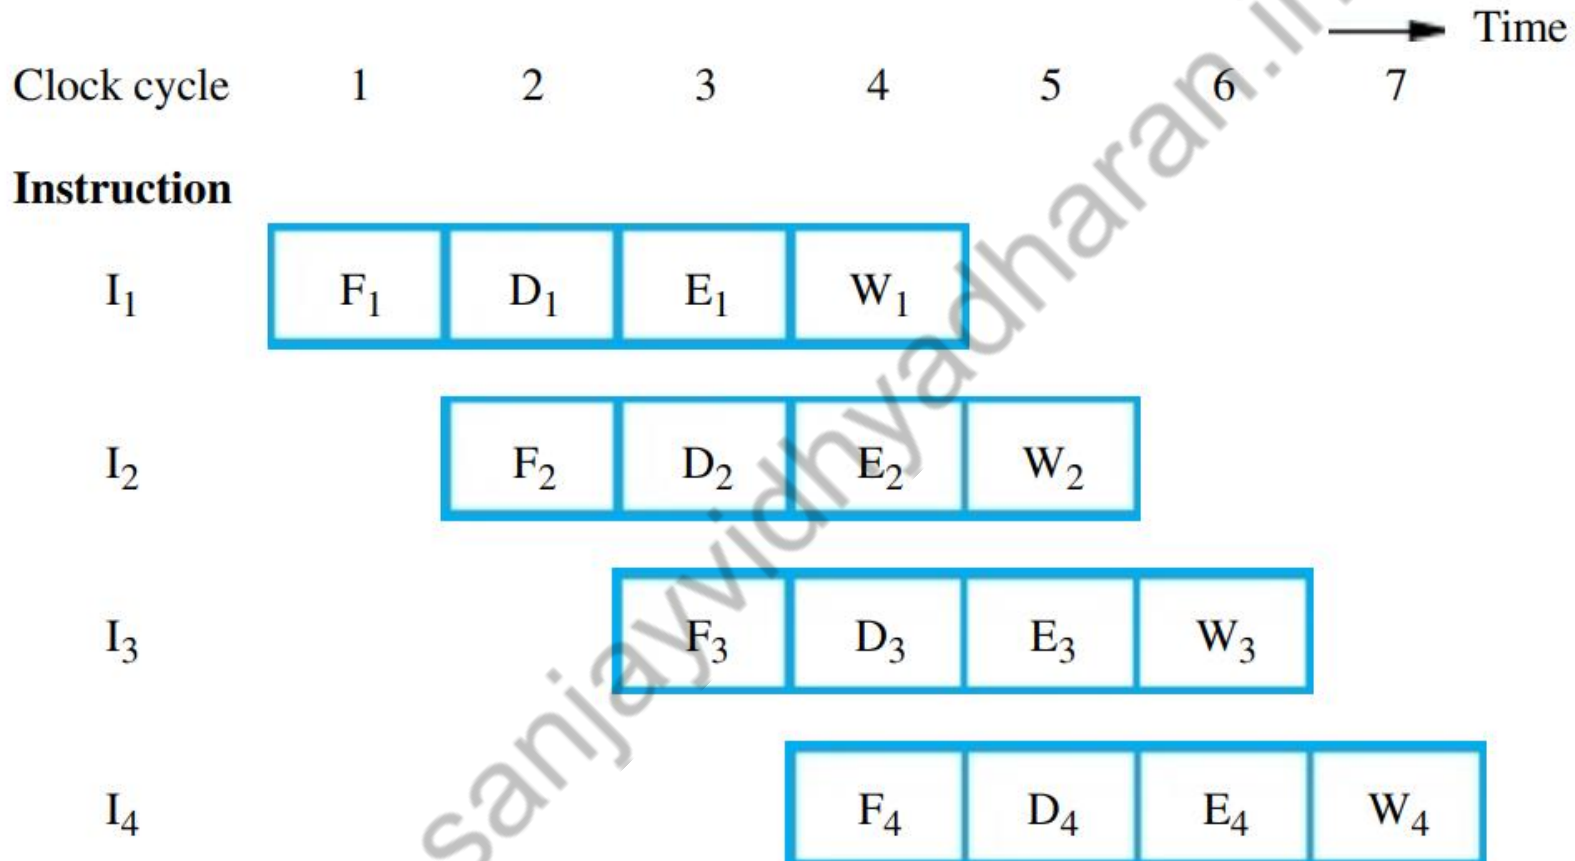 Time
Clock cycle 1 2 3 4 5 6 7
Instruction
I₁ F₁ D₁ E₁ W₁
I₂ F₂ D₂ E₂ W₂
I₃ F₃ D₃ E₃ W₃
I₄ F₄ D₄ E₄ W₄
sanjayvidhyadharan.in